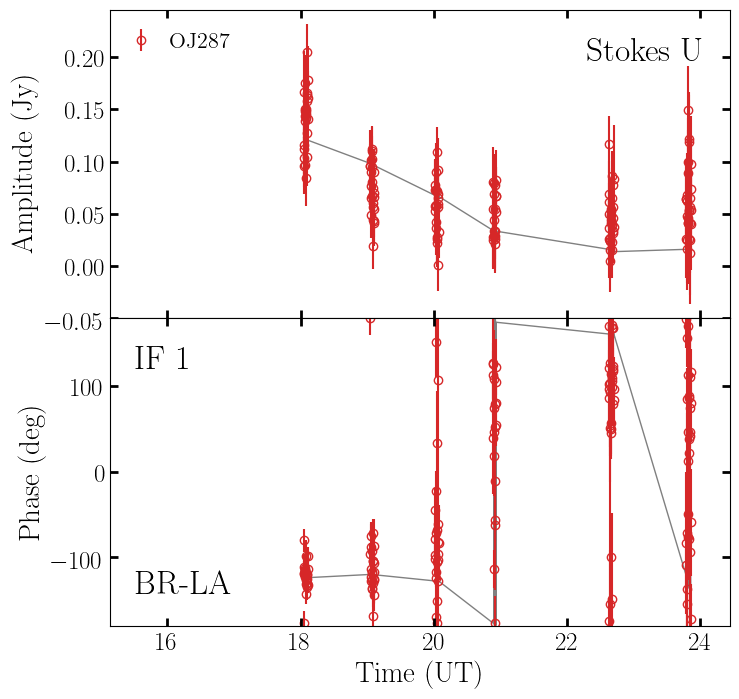 OJ287
Stokes U
Amplitude (Jy)
0.20
0.15
0.10
0.05
0.00
−0.05
IF 1
BR-LA
Phase (deg)
100
0
−100
16
18
20
22
24
Time (UT)